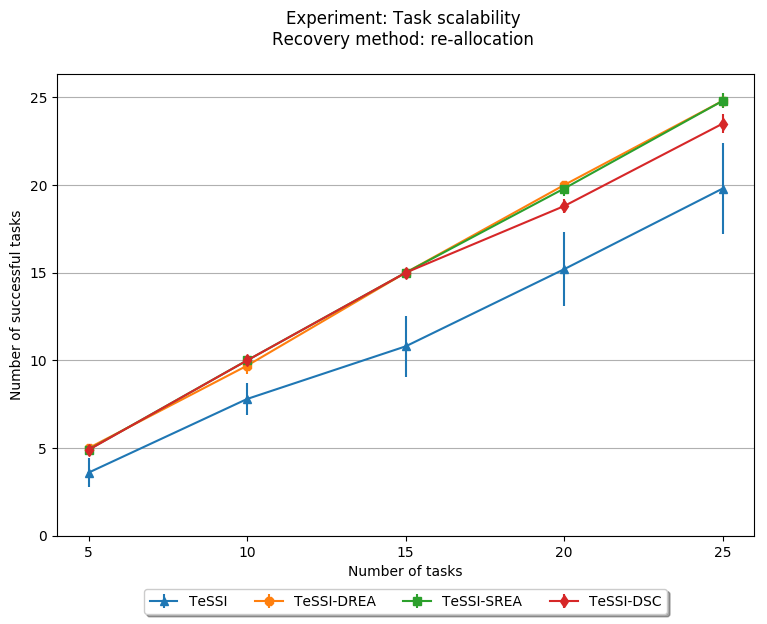 Experiment: Task scalability
Recovery method: re-allocation
Number of successful tasks
25
20
15
10
5
0
5 10 15 20 25
Number of tasks
TeSSI TeSSI-DREA TeSSI-SREA TeSSI-DSC